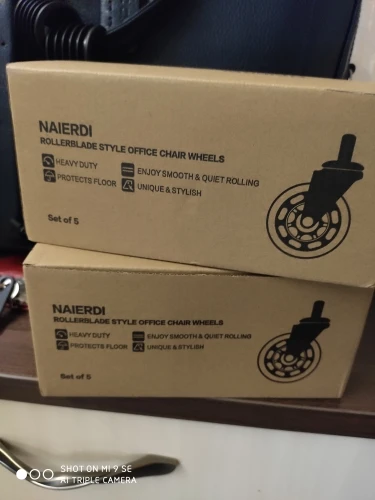 NAIERDI
ROLLERBLADE STYLE OFFICE CHAIR WHEELS
HEAVY DUTY
ENJOY SMOOTH & QUIET ROLLING
PROTECTS FLOOR
UNIQUE & STYLISH
Set of 5
NAIERDI
ROLLERBLADE STYLE OFFICE CHAIR WHEELS
HEAVY DUTY
ENJOY SMOOTH & QUIET ROLLING
PROTECTS FLOOR
UNIQUE & STYLISH
Set of 5
SHOT ON MI 9 SE
AI TRIPLE CAMERA